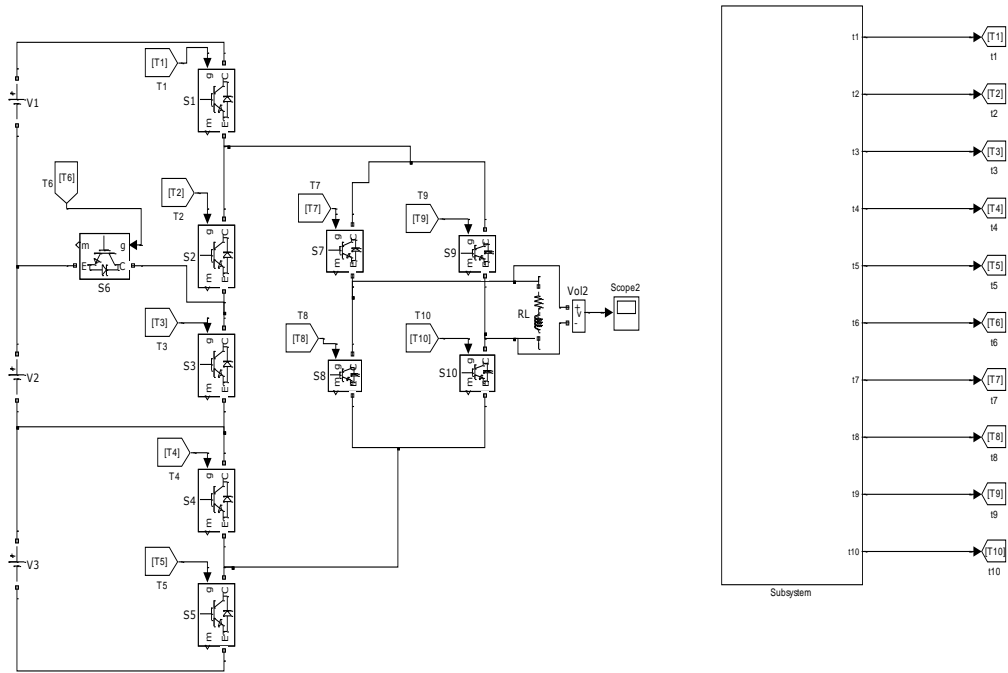 V1
[T1]
T1
g
C
S1
m
E
T6
[T6]
[T2]
T2
g
C
S2
m
E
m
g
E
C
S6
[T3]
T3
g
C
S3
m
E
V2
[T4]
T4
g
C
S4
m
E
V3
[T5]
T5
g
C
S5
m
E
T7
[T7]
g
C
S7
m
E
T9
[T9]
g
C
S9
m
E
T8
[T8]
g
C
S8
m
E
T10
[T10]
g
C
S10
m
E
RL
Vol2
+
v
-
Scope2
t1
[T1]
t1
t2
[T2]
t2
t3
[T3]
t3
t4
[T4]
t4
t5
[T5]
t5
t6
[T6]
t6
t7
[T7]
t7
t8
[T8]
t8
t9
[T9]
t9
t10
[T10]
t10
Subsystem